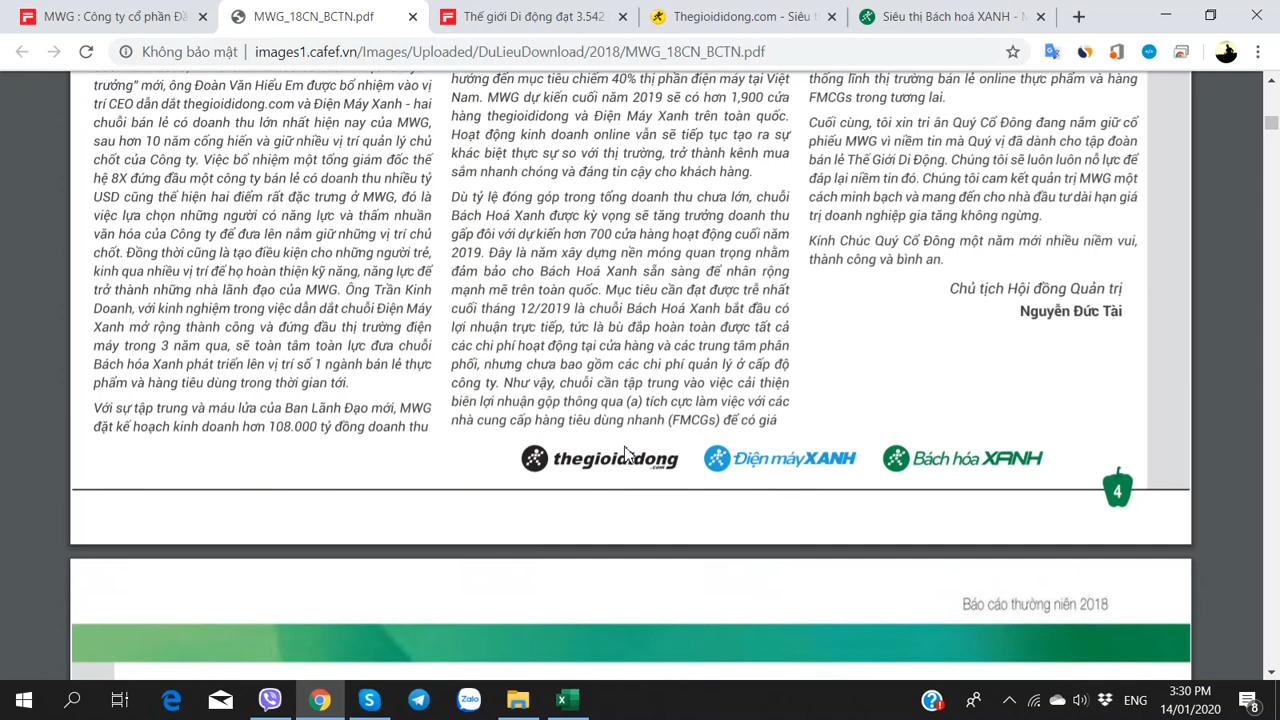 MWG : Công ty cổ phần Đầ
MWG_18CN_BCTN.pdf
Thế giới Di động đạt 3.542
Thegioididong.com - Siêu t
Siêu thị Bách hoá XANH - M
Không bảo mật
images1.cafef.vn/Images/Uploaded/DuLieuDownload/2018/MWG_18CN_BCTN.pdf
trưởng” mới, ông Đoàn Văn Hiểu Em được bổ nhiệm vào vị
trí CEO dẫn dắt thegioididong.com và Điện Máy Xanh - hai
chuỗi bán lẻ có doanh thu lớn nhất hiện nay của MWG,
sau hơn 10 năm cống hiến và giữ nhiều vị trí quản lý chủ
chốt của Công ty. Việc bổ nhiệm một tổng giám đốc thế
hệ 8X đứng đầu một công ty bán lẻ có doanh thu nhiều tỷ
USD cũng thể hiện hai điểm rất đặc trưng ở MWG, đó là
việc lựa chọn những người có năng lực và thấm nhuần
văn hóa của Công ty để đưa lên nắm giữ những vị trí chủ
chốt. Đồng thời cũng là tạo điều kiện cho những người trẻ,
kinh qua nhiều vị trí để họ hoàn thiện kỹ năng, năng lực để
trở thành những nhà lãnh đạo của MWG. Ông Trần Kinh
Doanh, với kinh nghiệm trong việc dẫn dắt chuỗi Điện Máy
Xanh mở rộng thành công và đứng đầu thị trường điện
máy trong 3 năm qua, sẽ toàn tâm toàn lực đưa chuỗi
Bách hóa Xanh phát triển lên vị trí số 1 ngành bán lẻ thực
phẩm và hàng tiêu dùng trong thời gian tới.
Với sự tập trung và máu lửa của Ban Lãnh Đạo mới, MWG
đặt kế hoạch kinh doanh hơn 108.000 tỷ đồng doanh thu
hướng đến mục tiêu chiếm 40% thị phần điện máy tại Việt
Nam. MWG dự kiến cuối năm 2019 sẽ có hơn 1,900 cửa
hàng thegioididong và Điện Máy Xanh trên toàn quốc.
Hoạt động kinh doanh online vẫn sẽ tiếp tục tạo ra sự
khác biệt thực sự so với thị trường, trở thành kênh mua
sắm nhanh chóng và đáng tin cậy cho khách hàng.
Dù tỷ lệ đóng góp trong tổng doanh thu chưa lớn, chuỗi
Bách Hoá Xanh được kỳ vọng sẽ tăng trưởng doanh thu
gấp đôi với dự kiến hơn 700 cửa hàng hoạt động cuối năm
2019. Đây là năm xây dựng nền móng quan trọng nhằm
đảm bảo cho Bách Hoá Xanh sẵn sàng để nhân rộng
mạnh mẽ trên toàn quốc. Mục tiêu cần đạt được trễ nhất
cuối tháng 12/2019 là chuỗi Bách Hoá Xanh bắt đầu có
lợi nhuận trực tiếp, tức là bù đắp hoàn toàn được tất cả
các chi phí hoạt động tại cửa hàng và các trung tâm phân
phối, nhưng chưa bao gồm các chi phí quản lý ở cấp độ
công ty. Như vậy, chuỗi cần tập trung vào việc cải thiện
biên lợi nhuận gộp thông qua (a) tích cực làm việc với các
nhà cung cấp hàng tiêu dùng nhanh (FMCGs) để có giá
thống lĩnh thị trường bán lẻ online thực phẩm và hàng
FMCGs trong tương lai.
Cuối cùng, tôi xin tri ân Quý Cổ Đông đang nắm giữ cổ
phiếu MWG vì niềm tin mà Quý vị đã dành cho tập đoàn
bán lẻ Thế Giới Di Động. Chúng tôi sẽ luôn luôn nỗ lực để
đáp lại niềm tin đó. Chúng tôi cam kết quản trị MWG một
cách minh bạch và mang đến cho nhà đầu tư dài hạn giá
trị doanh nghiệp gia tăng không ngừng.
Kính Chúc Quý Cổ Đông một năm mới nhiều niềm vui,
thành công và bình an.
Chủ tịch Hội đồng Quản trị
Nguyễn Đức Tài
thegioididong
.com
Điện máyXANH
Bách hóa XANH
4
Báo cáo thường niên 2018
Zalo
ENG
3:30 PM
14/01/2020
8